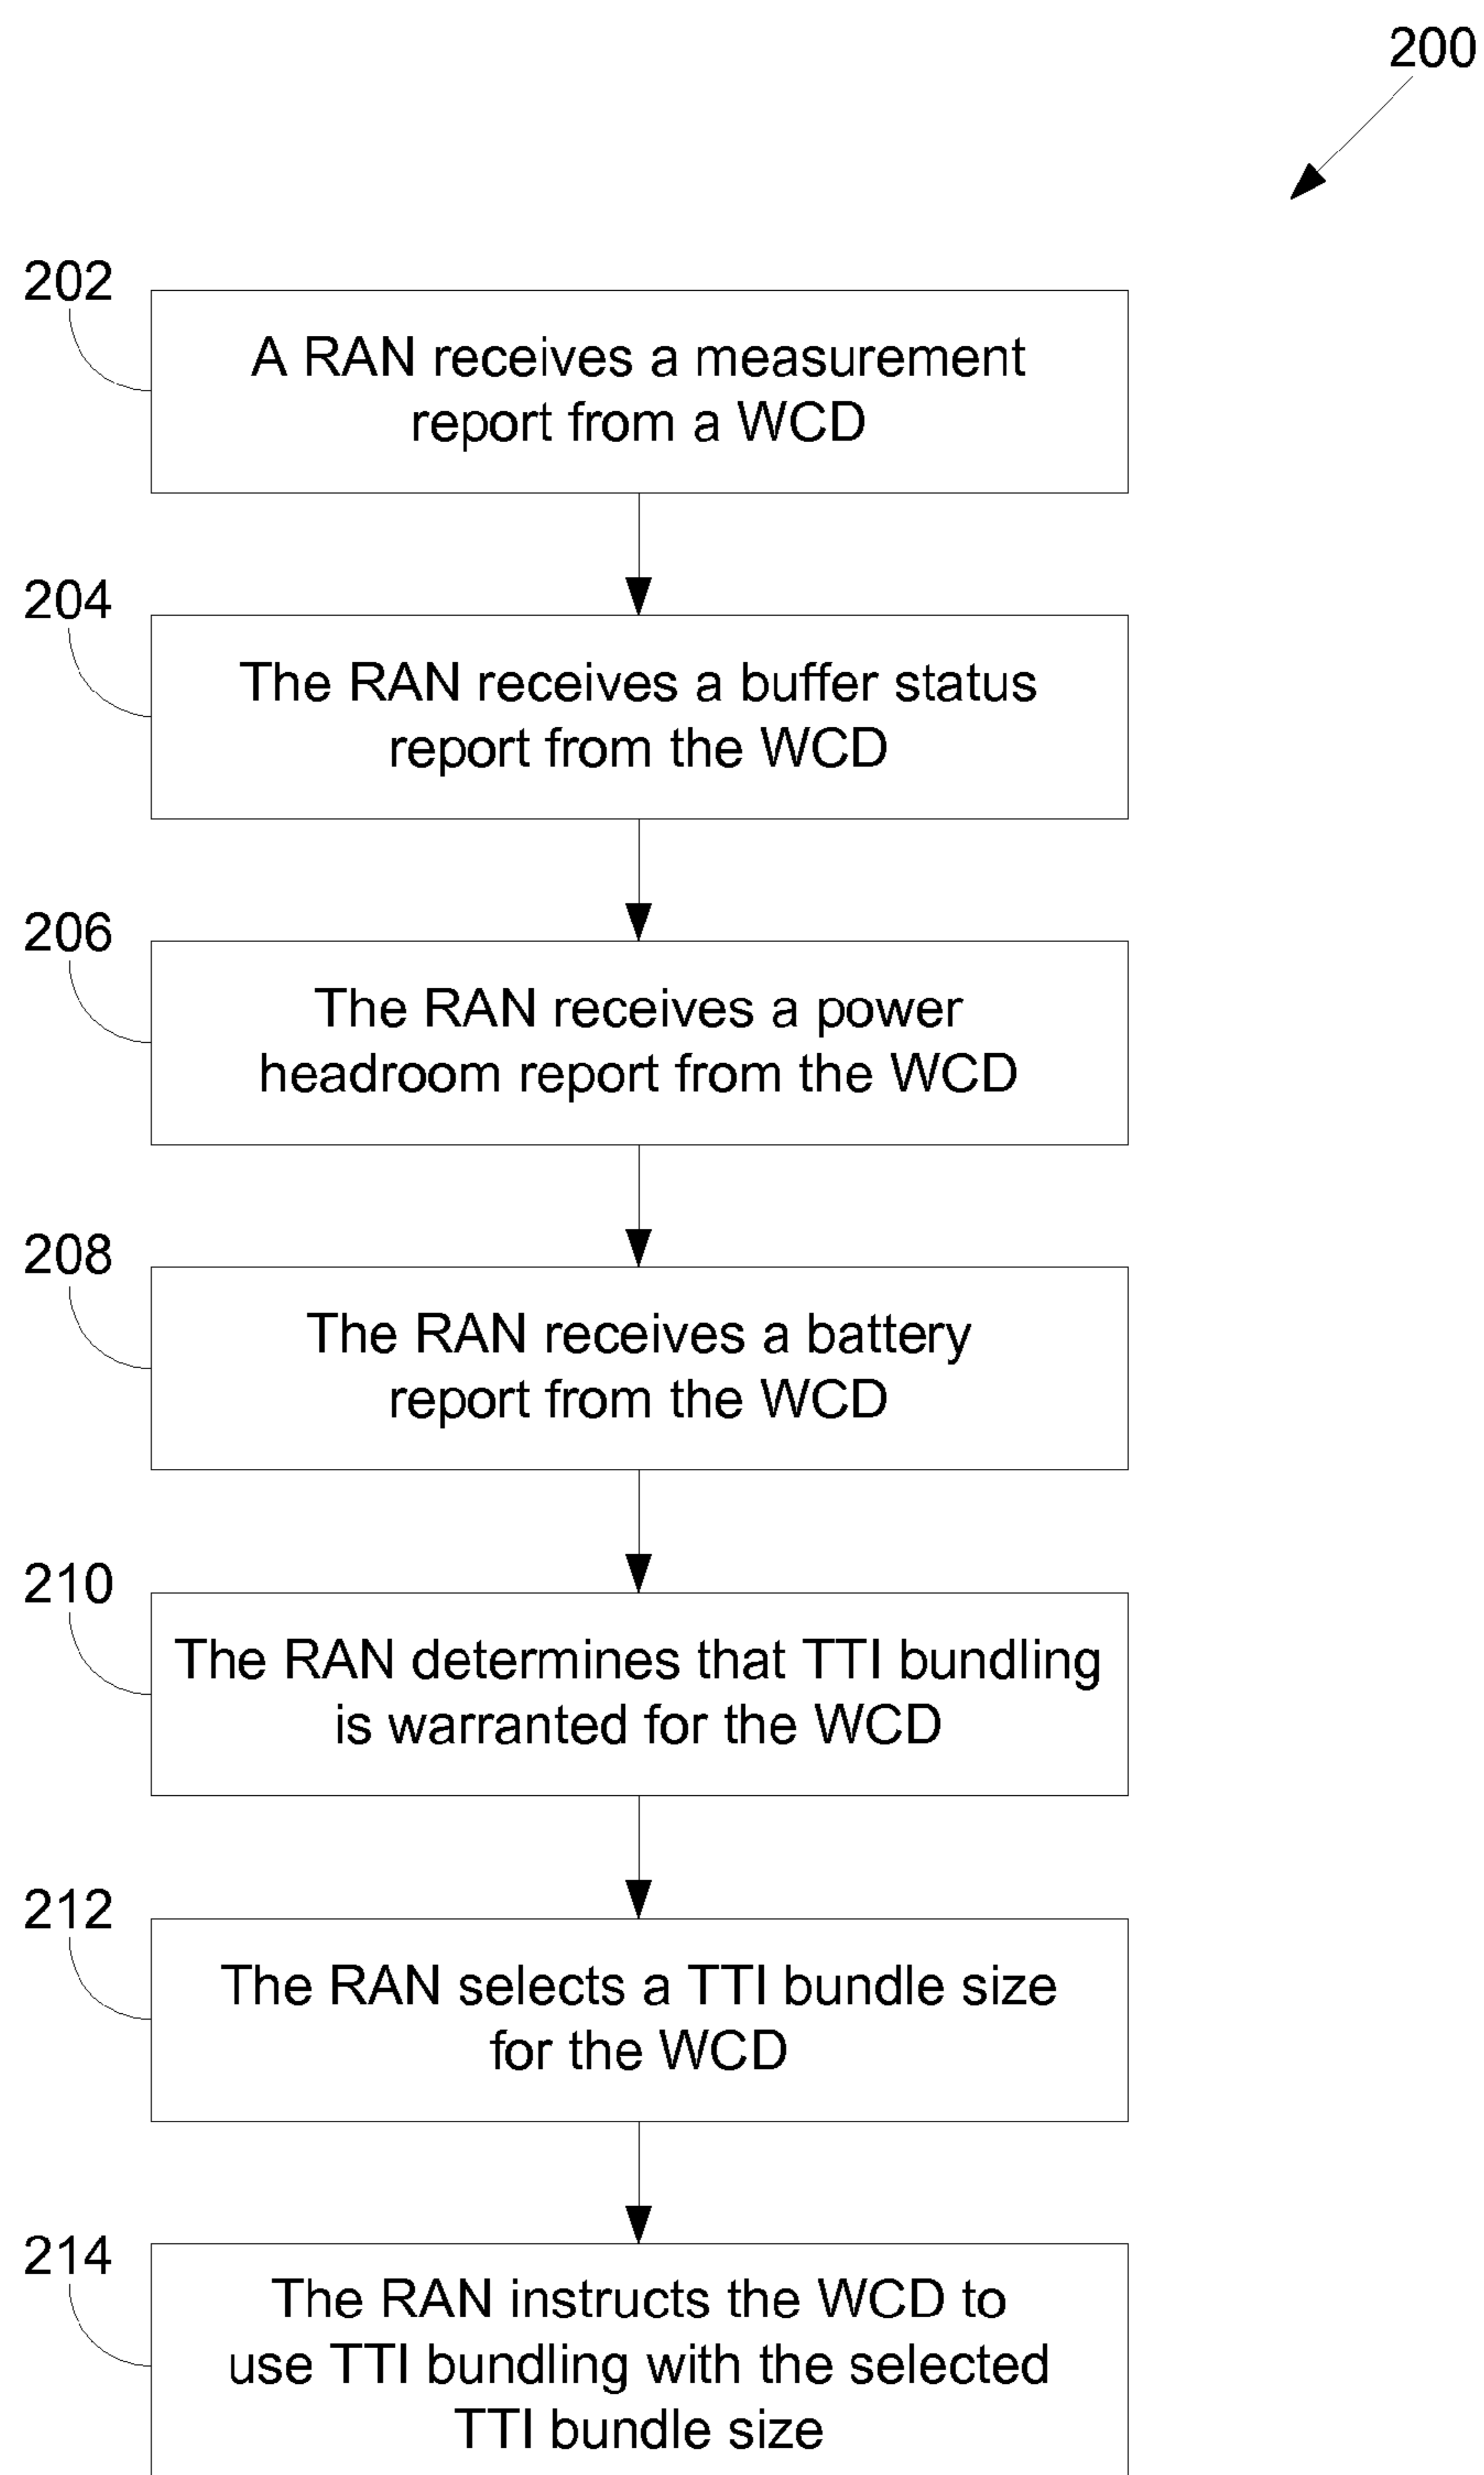 200
202
A RAN receives a measurement
report from a WCD
204
The RAN receives a buffer status
report from the WCD
206
The RAN receives a power
headroom report from the WCD
208
The RAN receives a battery
report from the WCD
210
The RAN determines that TTI bundling
is warranted for the WCD
212
The RAN selects a TTI bundle size
for the WCD
214
The RAN instructs the WCD to
use TTI bundling with the selected
TTI bundle size